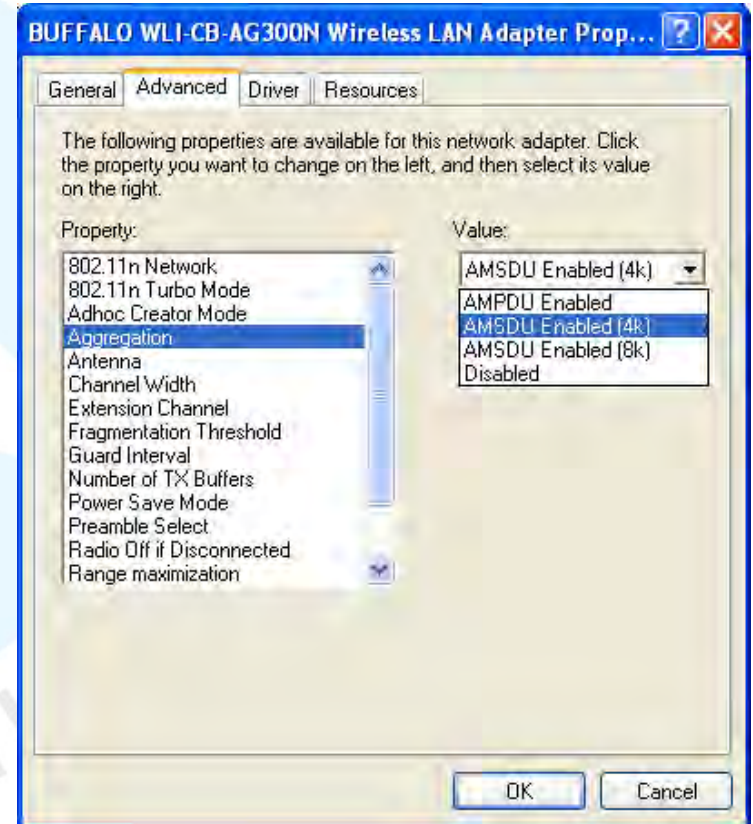 BUFFALO WLI-CB-AG300N Wireless LAN Adapter Prop...
General Advanced Driver Resources
The following properties are available for this network adapter. Click
the property you want to change on the left, and then select its value
on the right.
Property:
Value:
802.11n Network
802.11n Turbo Mode
Adhoc Creator Mode
Aggregation
Antenna
Channel Width
Extension Channel
Fragmentation Threshold
Guard Interval
Number of TX Buffers
Power Save Mode
Preamble Select
Radio Off if Disconnected
Range maximization
AMSDU Enabled (4k)
AMPDU Enabled
AMSDU Enabled (4k)
AMSDU Enabled (8k)
Disabled
OK
Cancel